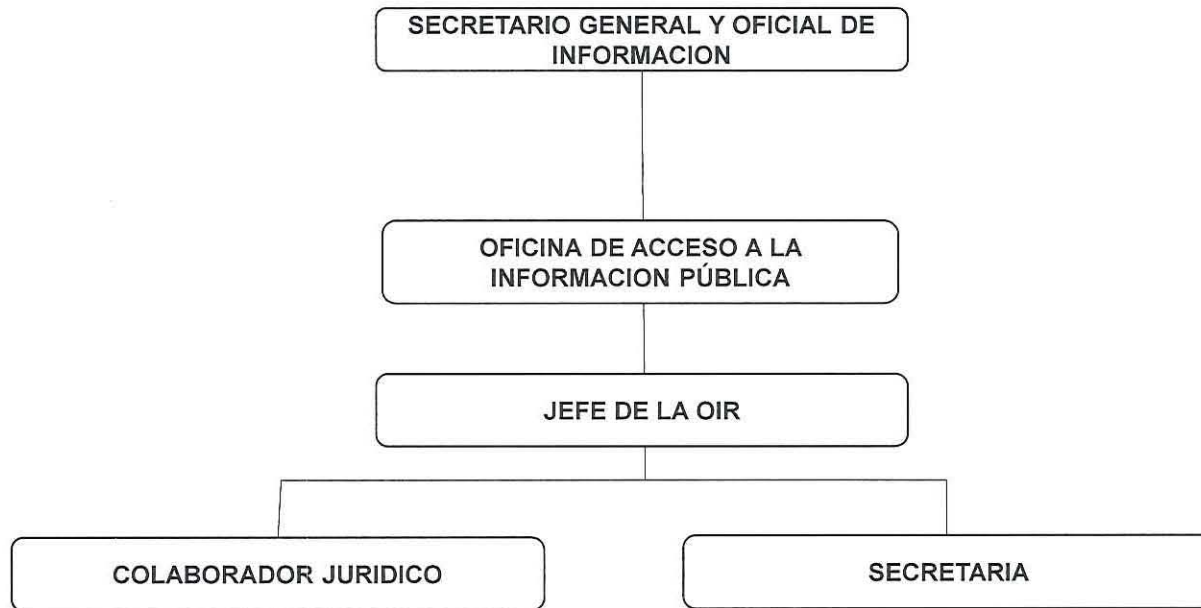 SECRETARIO GENERAL Y OFICIAL DE
INFORMACION
OFICINA DE ACCESO A LA
INFORMACION PÚBLICA
JEFE DE LA OIR
COLABORADOR JURIDICO
SECRETARIA